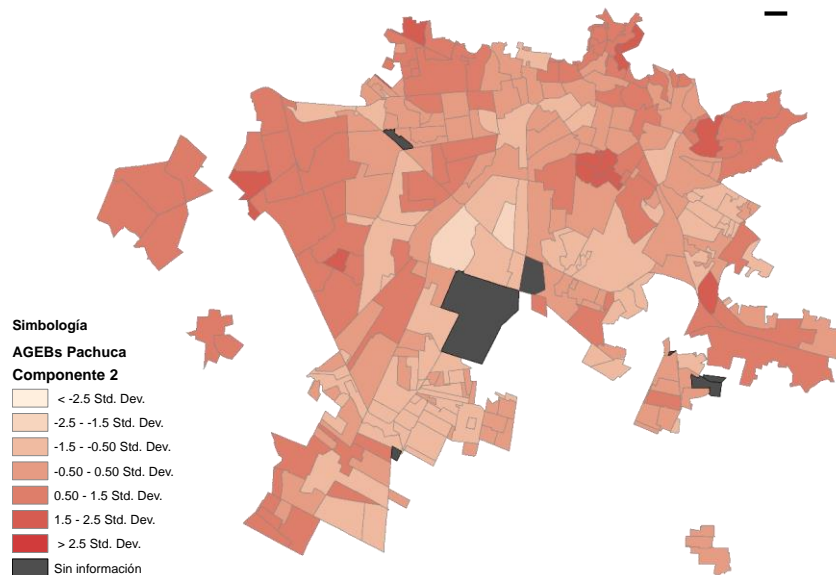 Simbología
AGEBs Pachuca
Componente 2
< -2.5 Std. Dev.
-2.5 - -1.5 Std. Dev.
-1.5 - -0.50 Std. Dev.
-0.50 - 0.50 Std. Dev.
0.50 - 1.5 Std. Dev.
1.5 - 2.5 Std. Dev.
> 2.5 Std. Dev.
Sin información